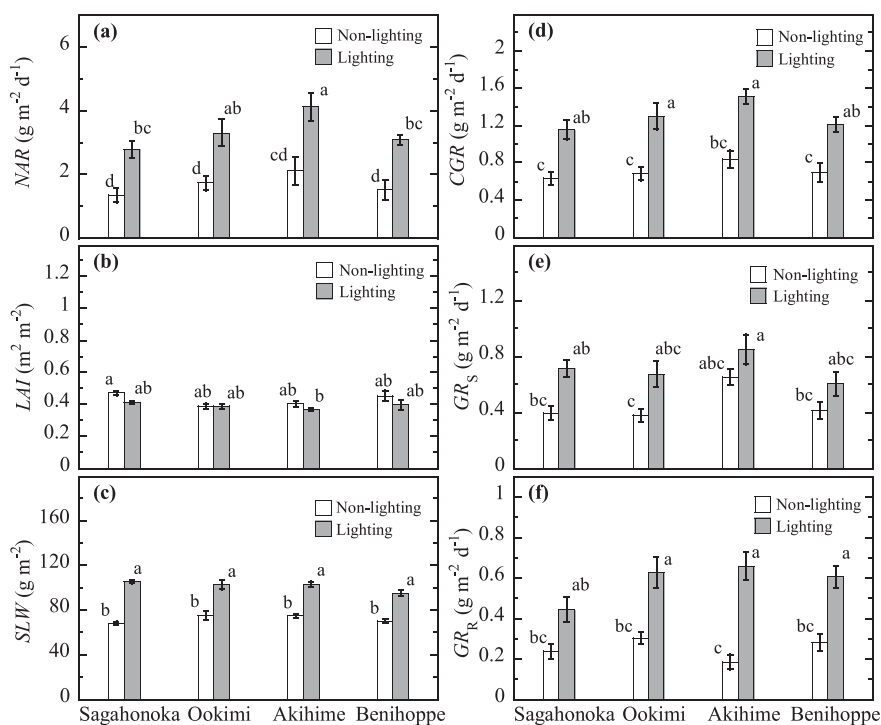 (a)
Non-lighting
Lighting
NAR (g m⁻² d⁻¹)
6
4
2
0
d
bc
d
ab
cd
a
d
bc
(b)
Non-lighting
Lighting
LAI (m² m⁻²)
1.2
1
0.8
0.6
0.4
0.2
0
a
ab
ab
ab
ab
b
ab
ab
(c)
Non-lighting
Lighting
SLW (g m⁻²)
160
120
80
40
0
b
a
b
a
b
a
b
a
Sagahonoka Ookimi Akihime Benihoppe
(d)
Non-lighting
Lighting
CGR (g m⁻² d⁻¹)
2
1.6
1.2
0.8
0.4
0
c
ab
c
a
bc
a
c
ab
(e)
Non-lighting
Lighting
GR_S (g m⁻² d⁻¹)
1.2
0.8
0.4
0
bc
ab
c
abc
abc
a
bc
abc
(f)
Non-lighting
Lighting
GR_R (g m⁻² d⁻¹)
1
0.8
0.6
0.4
0.2
0
bc
ab
bc
a
c
a
bc
a
Sagahonoka Ookimi Akihime Benihoppe